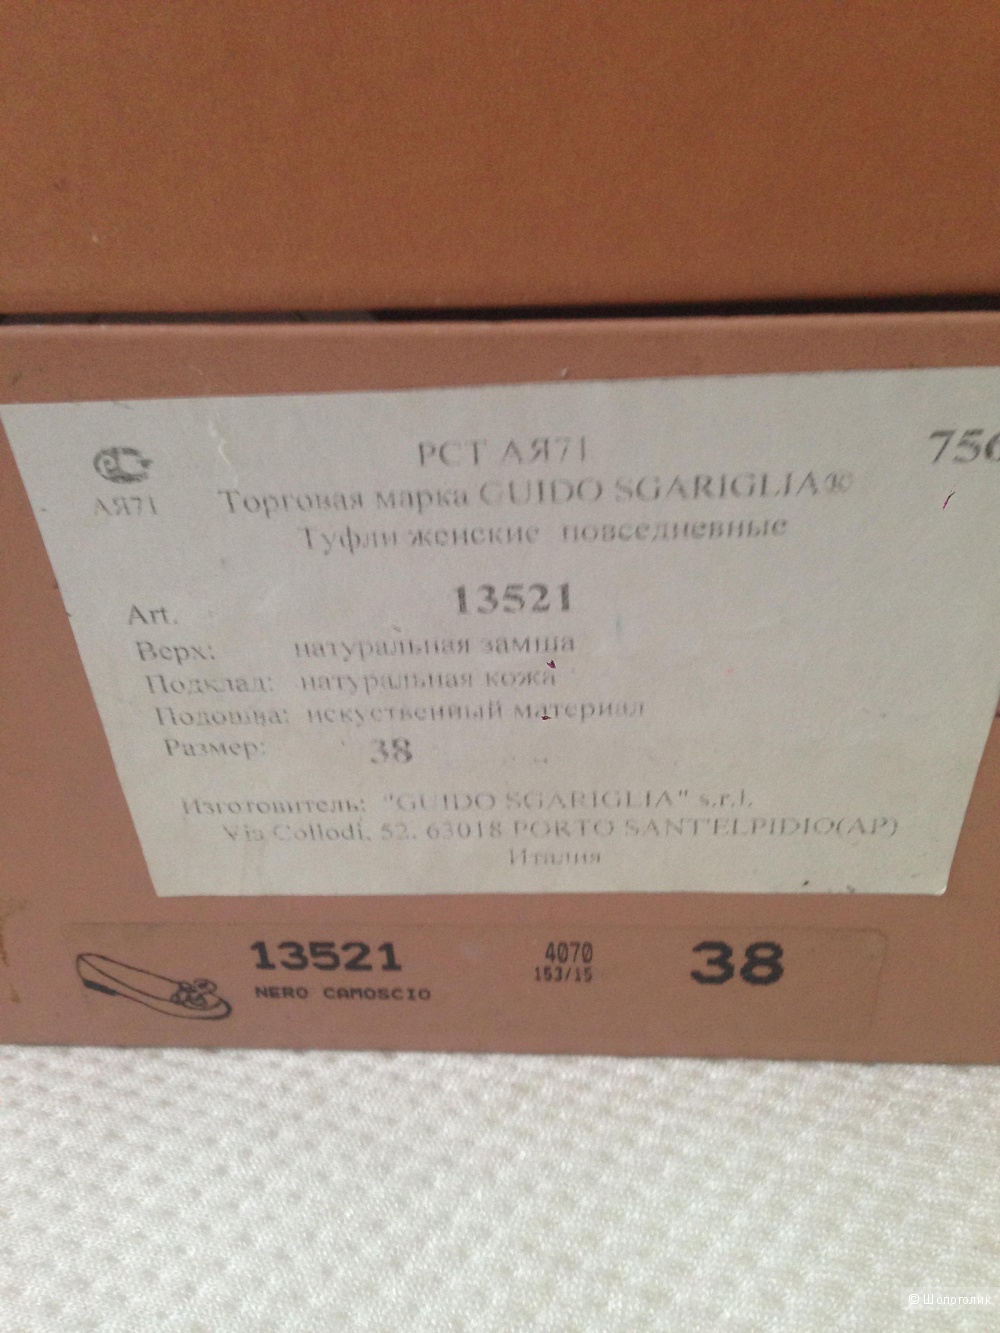 РСТ АЯ71
АЯ71
Торговая марка GUIDO SGARIGLIA®
Туфли женские повседневные
Art. 13521
Верх: натуральная замша
Подклад: натуральная кожа
Подошва: искуственный материал
Размер: 38
Изготовитель: "GUIDO SGARIGLIA" s.r.l.
Via Collodi, 52, 63018 PORTO SANT'ELPIDIO(AP)
Италия
13521 4070 38
NERO CAMOSCIO 153/15
© Шопоголик